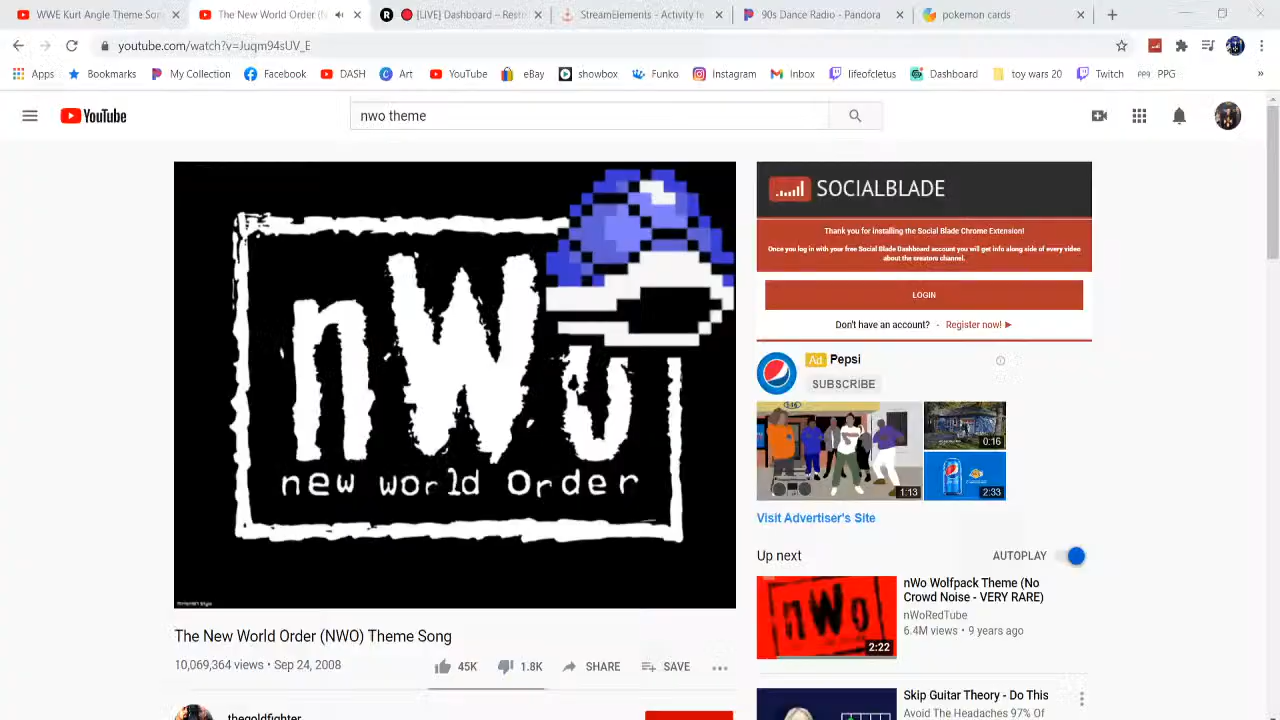 WWE Kurt Angle Theme Son
The New World Order (
[LIVE] Dashboard – Res
StreamElements - Activity fe
90s Dance Radio - Pandora
pokemon cards
youtube.com/watch?v=Juqm94sUV_E
Apps
Bookmarks
My Collection
Facebook
DASH
Art
YouTube
eBay
showbox
Funko
Instagram
Inbox
lifeofcletus
Dashboard
toy wars 20
Twitch
PPG
»
YouTube
nwo theme
nWo
new world Order
SOCIALBLADE
Thank you for installing the Social Blade Chrome Extension!
Once you log in with your free Social Blade Dashboard account you will get info along side of every video
about the creators channel.
LOGIN
Don't have an account? - Register now! ►
Ad Pepsi
SUBSCRIBE
1:13
0:16
2:33
Visit Advertiser's Site
Up next
AUTOPLAY
nWo
2:22
nWo Wolfpack Theme (No
Crowd Noise - VERY RARE)
nWoRedTube
6.4M views • 9 years ago
The New World Order (NWO) Theme Song
10,069,364 views • Sep 24, 2008
45K
1.8K
SHARE
SAVE
Skip Guitar Theory - Do This
Avoid The Headaches 97% Of
thegoldfighter